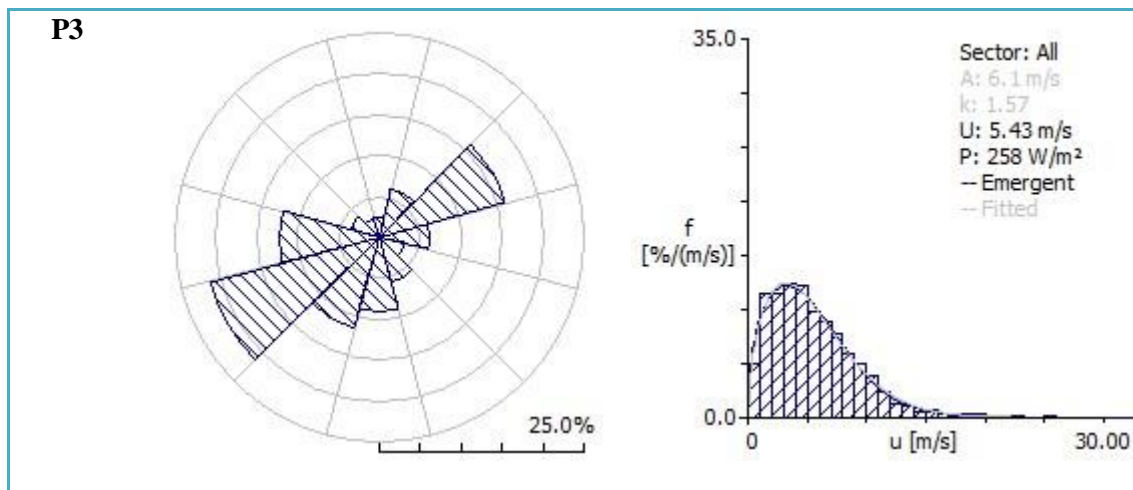 P3
25.0%
35.0
f
[%/(m/s)]
0.0
0
u [m/s]
30.00
Sector: All
A: 6.1 m/s
k: 1.57
U: 5.43 m/s
P: 258 W/m²
-- Emergent
-- Fitted